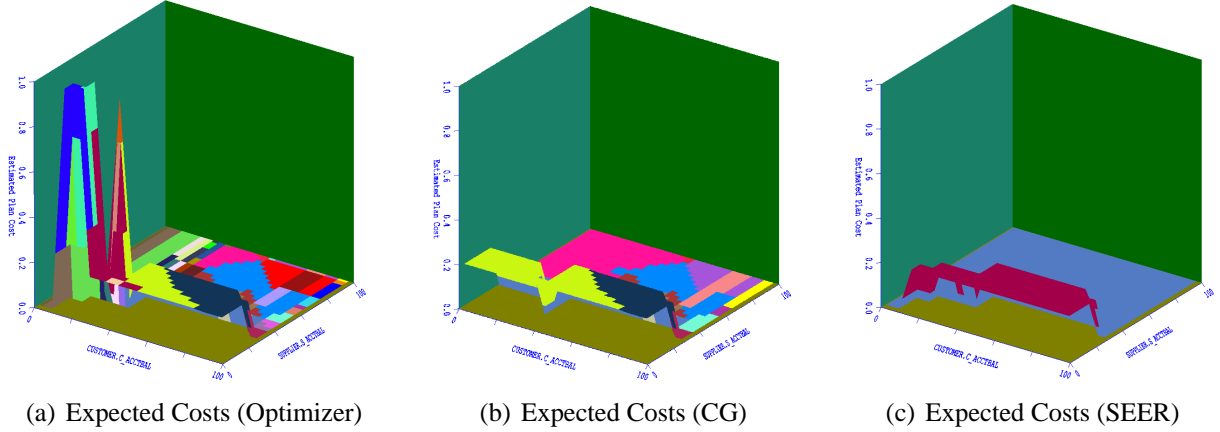 1.0
0.8
0.6
0.4
0.2
0.0
Estimated Plan Cost
0
CUSTOMER.C_ACCTBAL
100
SUPPLIER.S_ACCTBAL
100
1.0
0.8
0.6
0.4
0.2
0.0
Estimated Plan Cost
0
CUSTOMER.C_ACCTBAL
100
SUPPLIER.S_ACCTBAL
100
1.0
0.8
0.6
0.4
0.2
0.0
Estimated Plan Cost
0
CUSTOMER.C_ACCTBAL
100
SUPPLIER.S_ACCTBAL
100
(a) Expected Costs (Optimizer)
(b) Expected Costs (CG)
(c) Expected Costs (SEER)